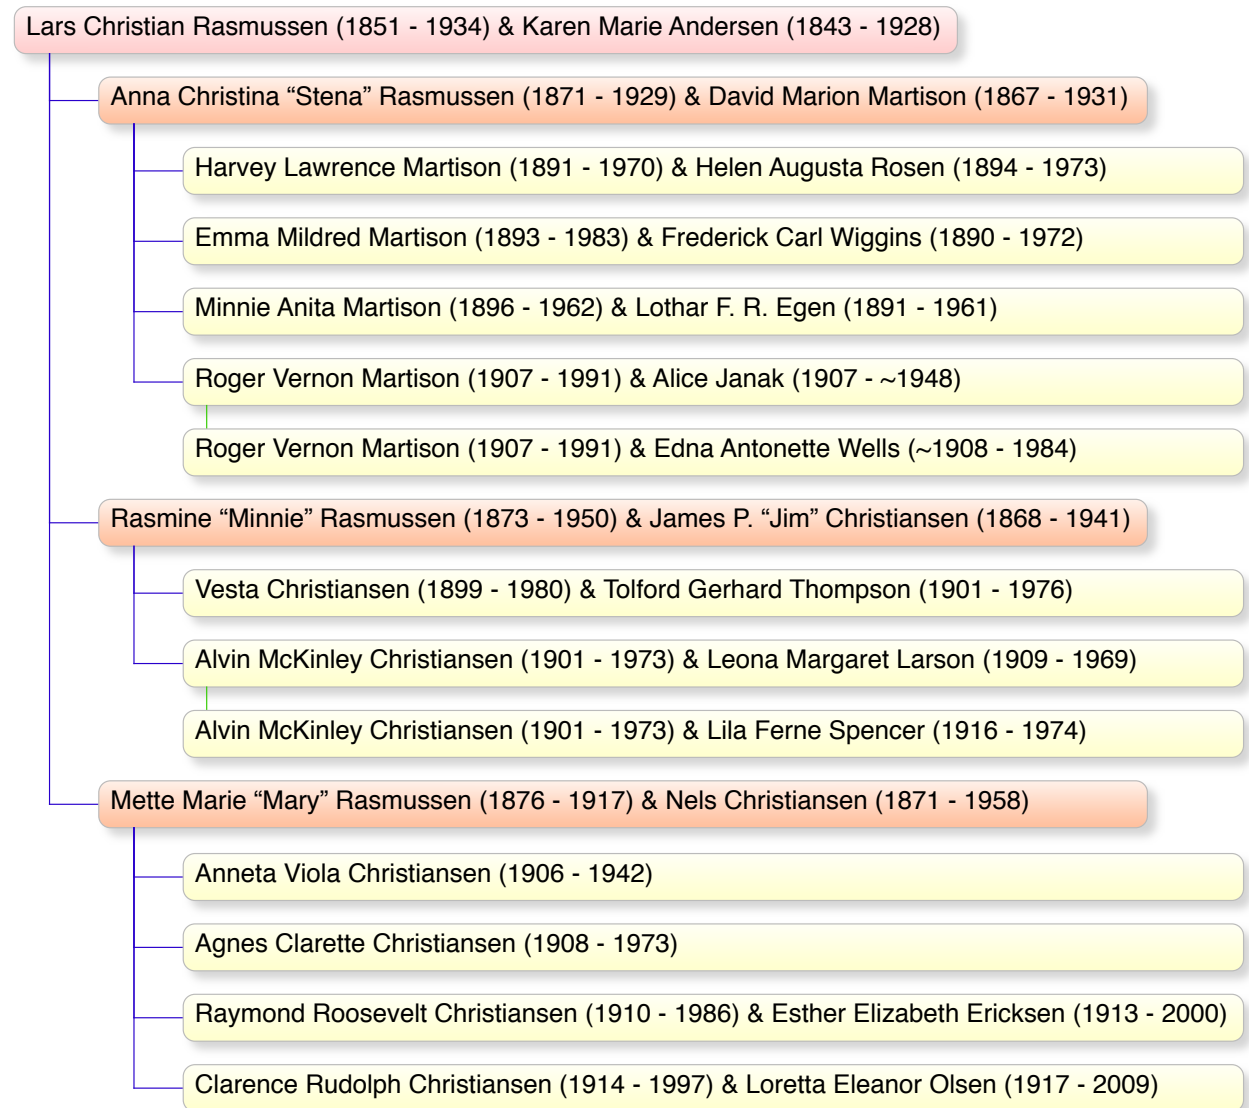 Lars Christian Rasmussen (1851 - 1934) & Karen Marie Andersen (1843 - 1928)
Anna Christina “Stena” Rasmussen (1871 - 1929) & David Marion Martison (1867 - 1931)
Harvey Lawrence Martison (1891 - 1970) & Helen Augusta Rosen (1894 - 1973)
Emma Mildred Martison (1893 - 1983) & Frederick Carl Wiggins (1890 - 1972)
Minnie Anita Martison (1896 - 1962) & Lothar F. R. Egen (1891 - 1961)
Roger Vernon Martison (1907 - 1991) & Alice Janak (1907 - ~1948)
Roger Vernon Martison (1907 - 1991) & Edna Antonette Wells (~1908 - 1984)
Rasmine “Minnie” Rasmussen (1873 - 1950) & James P. “Jim” Christiansen (1868 - 1941)
Vesta Christiansen (1899 - 1980) & Tolford Gerhard Thompson (1901 - 1976)
Alvin McKinley Christiansen (1901 - 1973) & Leona Margaret Larson (1909 - 1969)
Alvin McKinley Christiansen (1901 - 1973) & Lila Ferne Spencer (1916 - 1974)
Mette Marie “Mary” Rasmussen (1876 - 1917) & Nels Christiansen (1871 - 1958)
Anneta Viola Christiansen (1906 - 1942)
Agnes Clarette Christiansen (1908 - 1973)
Raymond Roosevelt Christiansen (1910 - 1986) & Esther Elizabeth Ericksen (1913 - 2000)
Clarence Rudolph Christiansen (1914 - 1997) & Loretta Eleanor Olsen (1917 - 2009)